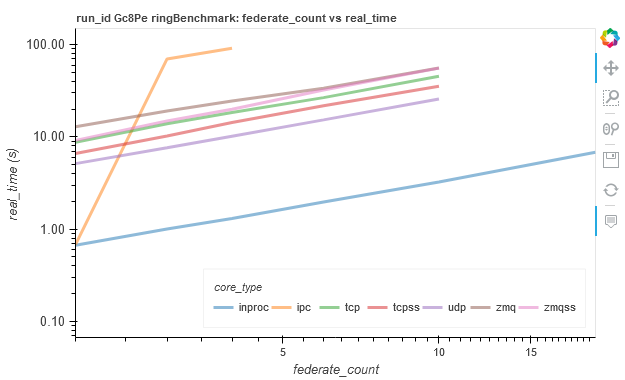 run_id Gc8Pe ringBenchmark: federate_count vs real_time
100.00
10.00
1.00
0.10
real_time (s)
core_type
inproc ipc tcp tcpss udp zmq zmqss
5 10 15
federate_count